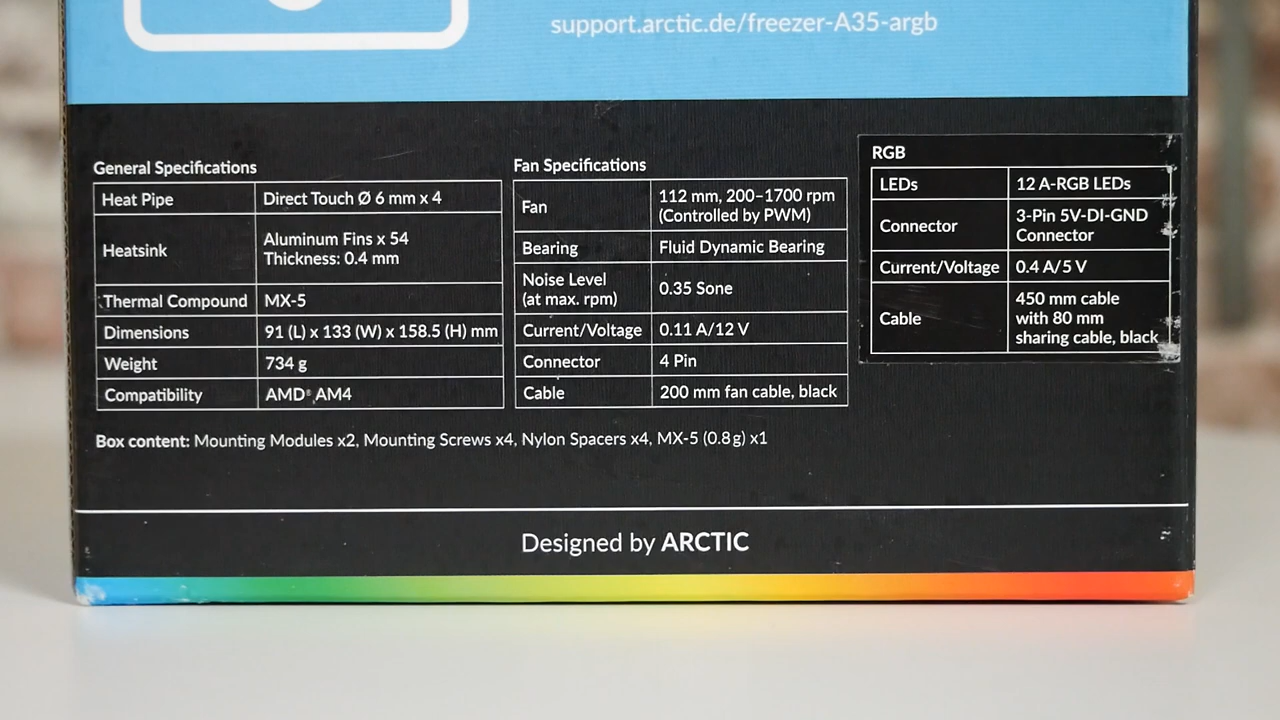 support.arctic.de/freezer-A35-argb
General Specifications
Heat Pipe Direct Touch Ø 6 mm x 4
Heatsink Aluminum Fins x 54
Thickness: 0.4 mm
Thermal Compound MX-5
Dimensions 91 (L) x 133 (W) x 158.5 (H) mm
Weight 734 g
Compatibility AMD® AM4
Fan Specifications
Fan 112 mm, 200–1700 rpm
(Controlled by PWM)
Bearing Fluid Dynamic Bearing
Noise Level
(at max. rpm) 0.35 Sone
Current/Voltage 0.11 A/12 V
Connector 4 Pin
Cable 200 mm fan cable, black
RGB
LEDs 12 A-RGB LEDs
Connector 3-Pin 5V-DI-GND
Connector
Current/Voltage 0.4 A/5 V
Cable 450 mm cable
with 80 mm
sharing cable, black
Box content: Mounting Modules x2, Mounting Screws x4, Nylon Spacers x4, MX-5 (0.8 g) x1
Designed by ARCTIC